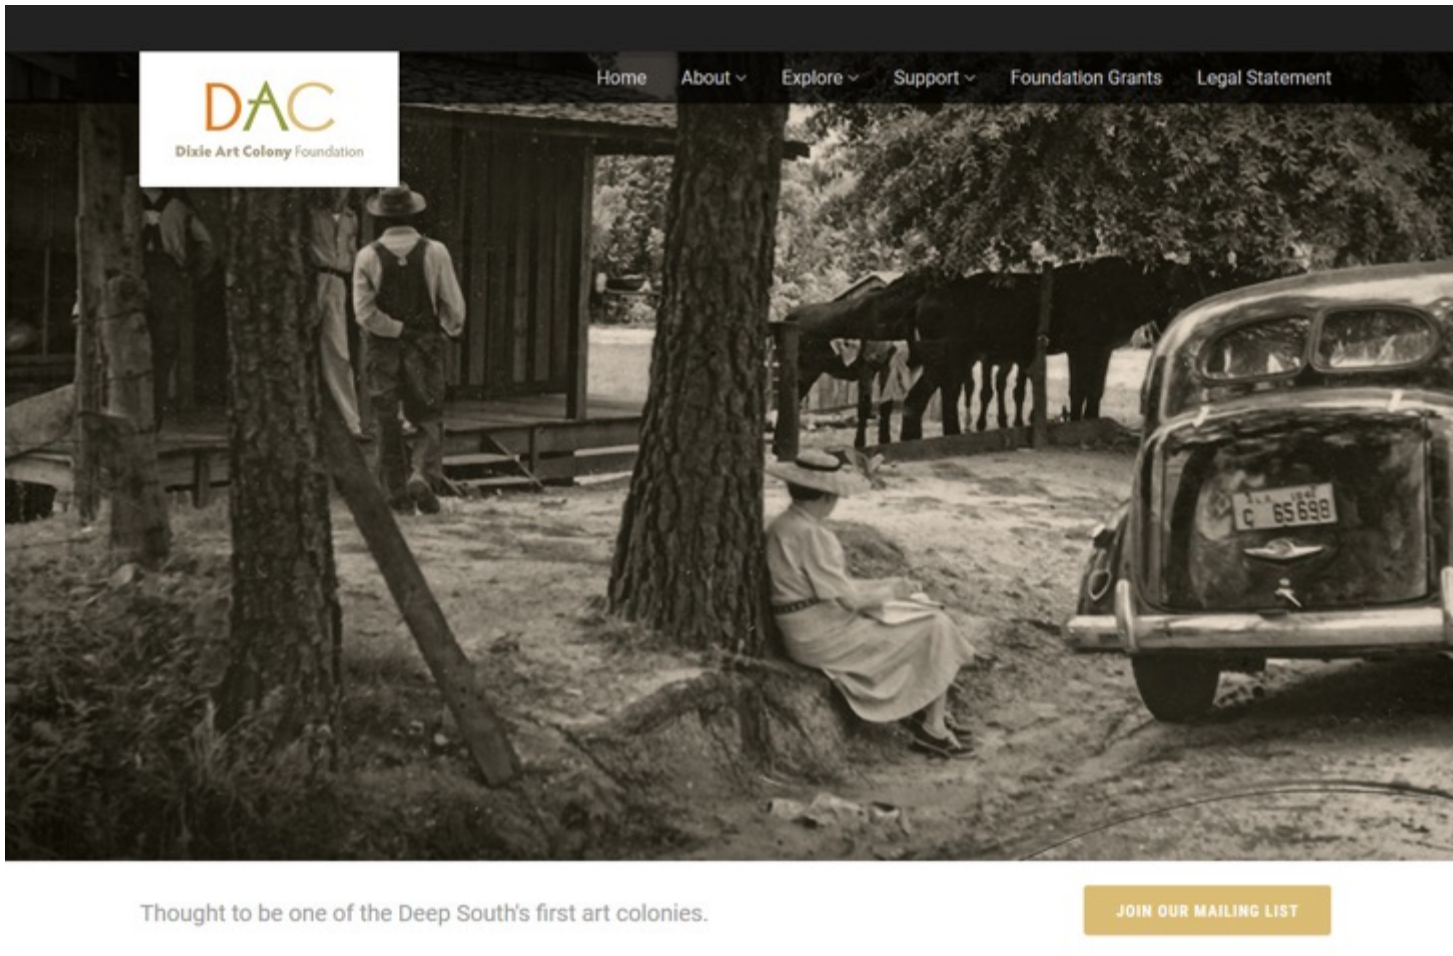 Home About Explore Support Foundation Grants Legal Statement
DAC
Dixie Art Colony Foundation
C 65698
Thought to be one of the Deep South's first art colonies.
JOIN OUR MAILING LIST